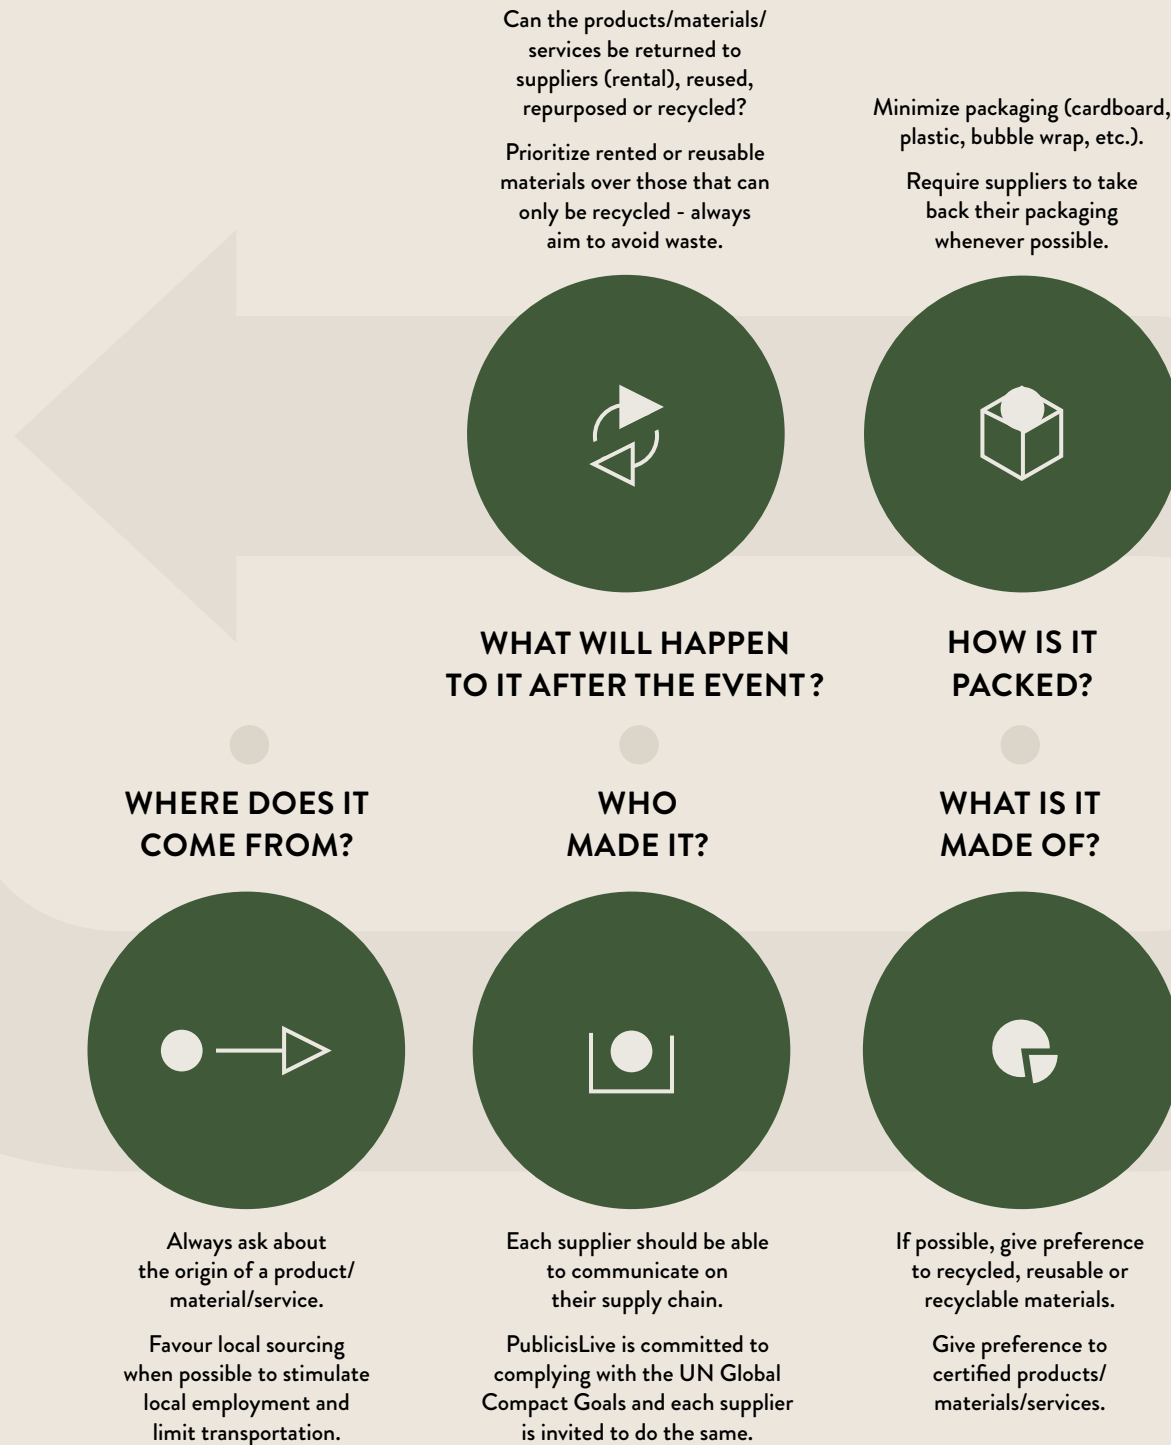 Can the products/materials/
services be returned to
suppliers (rental), reused,
repurposed or recycled?
Prioritize rented or reusable
materials over those that can
only be recycled - always
aim to avoid waste.
Minimize packaging (cardboard,
plastic, bubble wrap, etc.).
Require suppliers to take
back their packaging
whenever possible.
WHAT WILL HAPPEN
TO IT AFTER THE EVENT?
HOW IS IT
PACKED?
WHERE DOES IT
COME FROM?
WHO
MADE IT?
WHAT IS IT
MADE OF?
Always ask about
the origin of a product/
material/service.
Favour local sourcing
when possible to stimulate
local employment and
limit transportation.
Each supplier should be able
to communicate on
their supply chain.
PublicisLive is committed to
complying with the UN Global
Compact Goals and each supplier
is invited to do the same.
If possible, give preference
to recycled, reusable or
recyclable materials.
Give preference to
certified products/
materials/services.